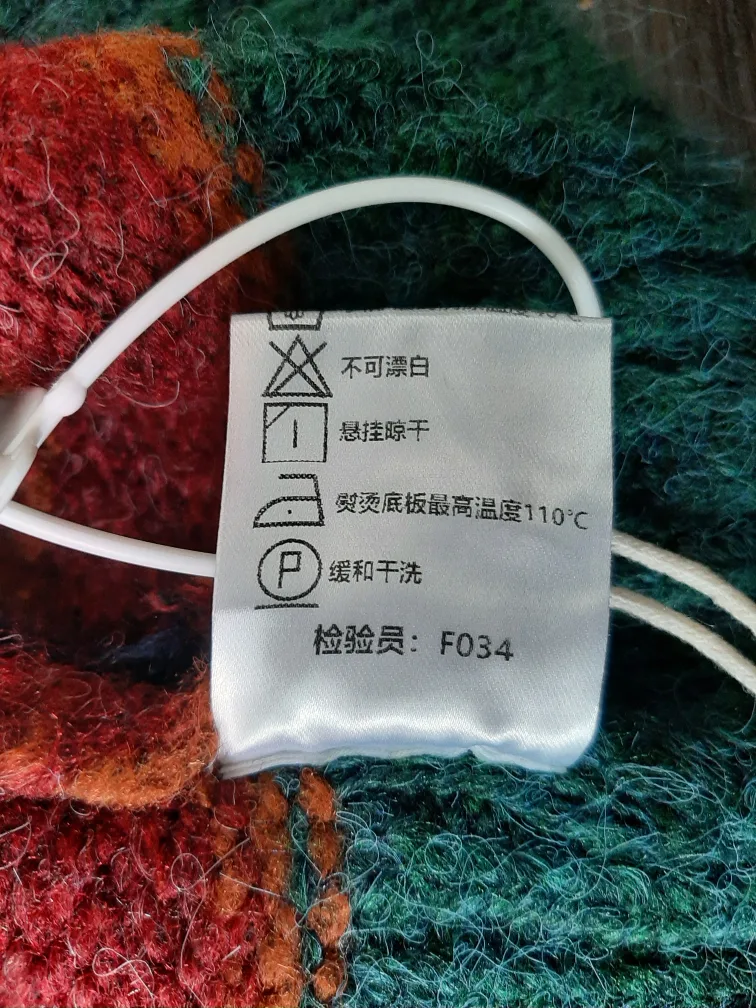 不可漂白
悬挂晾干
熨烫底板最高温度110℃
P 缓和干洗
检验员：F034